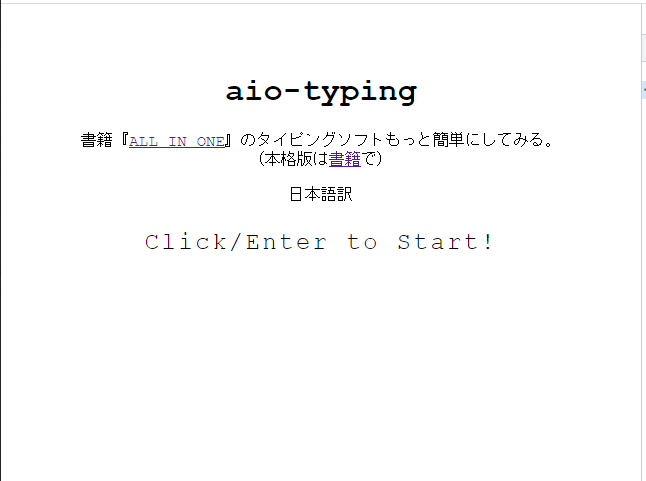 aio-typing
書籍『ALL IN ONE』のタイピングソフトもっと簡単にしてみる。
（本格版は書籍で）
日本語訳
Click/Enter to Start!